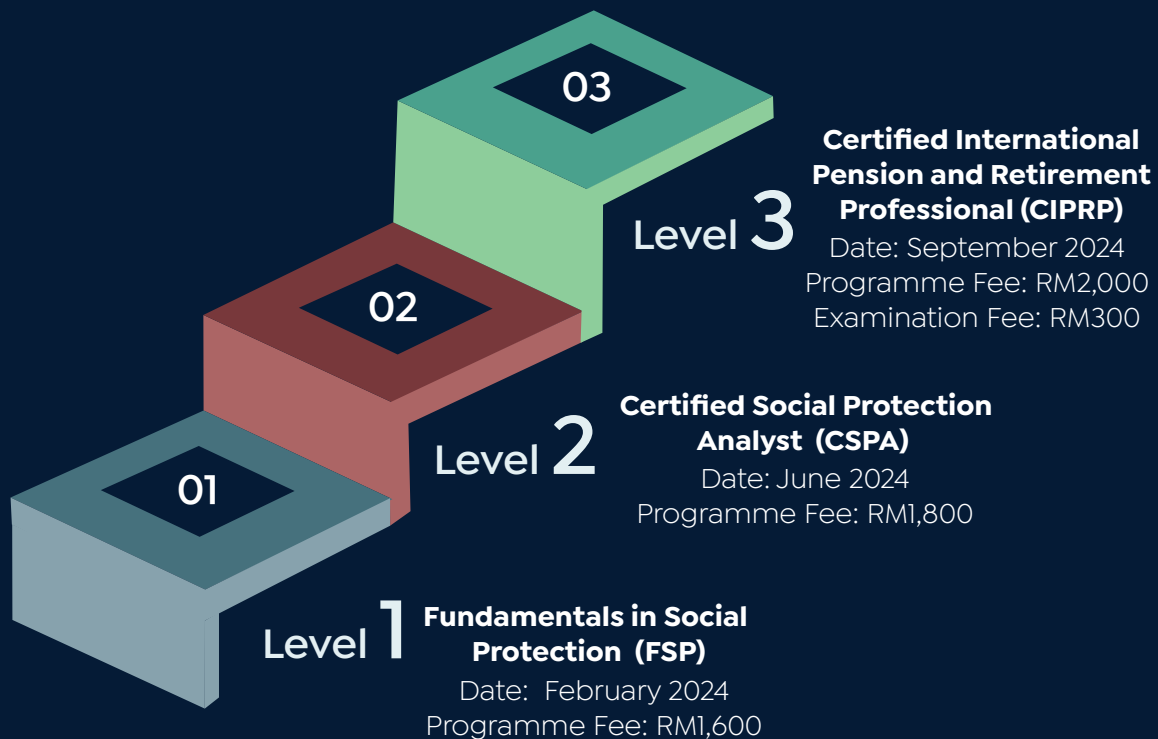 03
Certified International
Pension and Retirement
Professional (CIPRP)
Level 3
Date: September 2024
Programme Fee: RM2,000
Examination Fee: RM300
02
Certified Social Protection
Analyst (CSPA)
Level 2
Date: June 2024
Programme Fee: RM1,800
01
Level 1
Fundamentals in Social
Protection (FSP)
Date: February 2024
Programme Fee: RM1,600